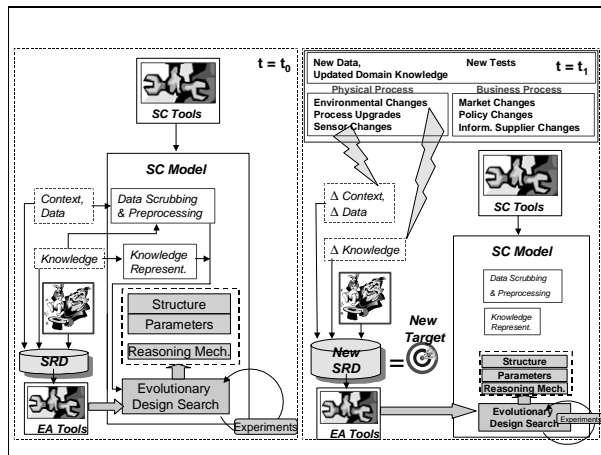 t = t0
SC Tools
SC Model
Context,
Data
Data Scrubbing
& Preprocessing
Knowledge
Knowledge
Represent.
Structure
Parameters
Reasoning Mech.
SRD
Evolutionary
Design Search
EA Tools
Experiments
New Data,
Updated Domain Knowledge
New Tests
t = t1
Physical Process
Business Process
Environmental Changes
Process Upgrades
Sensor Changes
Market Changes
Policy Changes
Inform. Supplier Changes
SC Tools
Δ Context,
Δ Data
Δ Knowledge
SC Model
Data Scrubbing
& Preprocessing
Knowledge
Represent.
New
Target
New
SRD
=
Structure
Parameters
Reasoning Mech.
Evolutionary
Design Search
Experiments
EA Tools